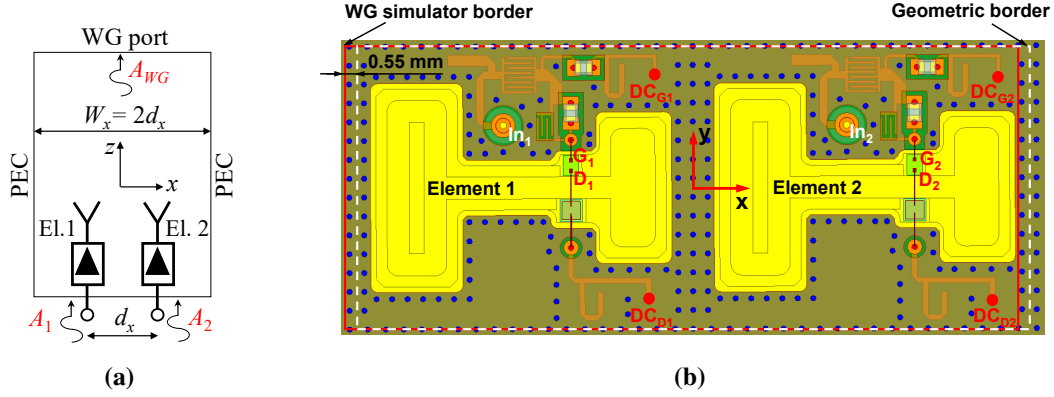 WG port
A_WG
W_x = 2d_x
PEC
z
x
PEC
El.1
El. 2
A_1
d_x
A_2
(a)
WG simulator border
Geometric border
0.55 mm
DC_G1
DC_G2
In_1
In_2
G_1
y
G_2
D_1
D_2
Element 1
Element 2
x
DC_D1
DC_D2
(b)